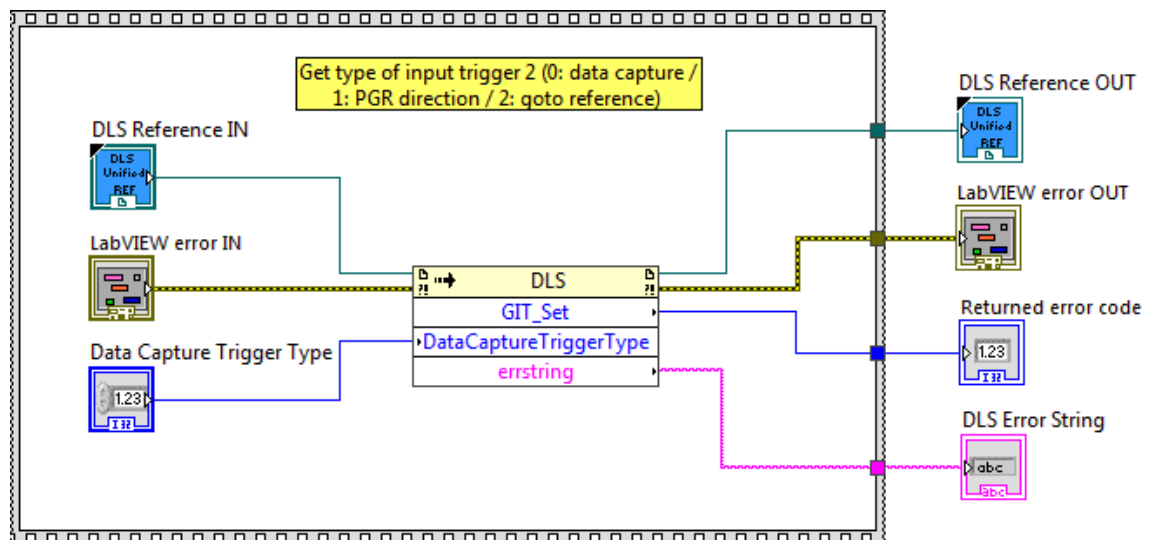 Get type of input trigger 2 (0: data capture /
1: PGR direction / 2: goto reference)
DLS Reference IN
DLS
Unified
REF
LabVIEW error IN
Data Capture Trigger Type
1.23
I32
?!
DLS
?!
GIT_Set
DataCaptureTriggerType
errstring
DLS Reference OUT
DLS
Unified
REF
LabVIEW error OUT
Returned error code
1.23
I32
DLS Error String
abc
abc